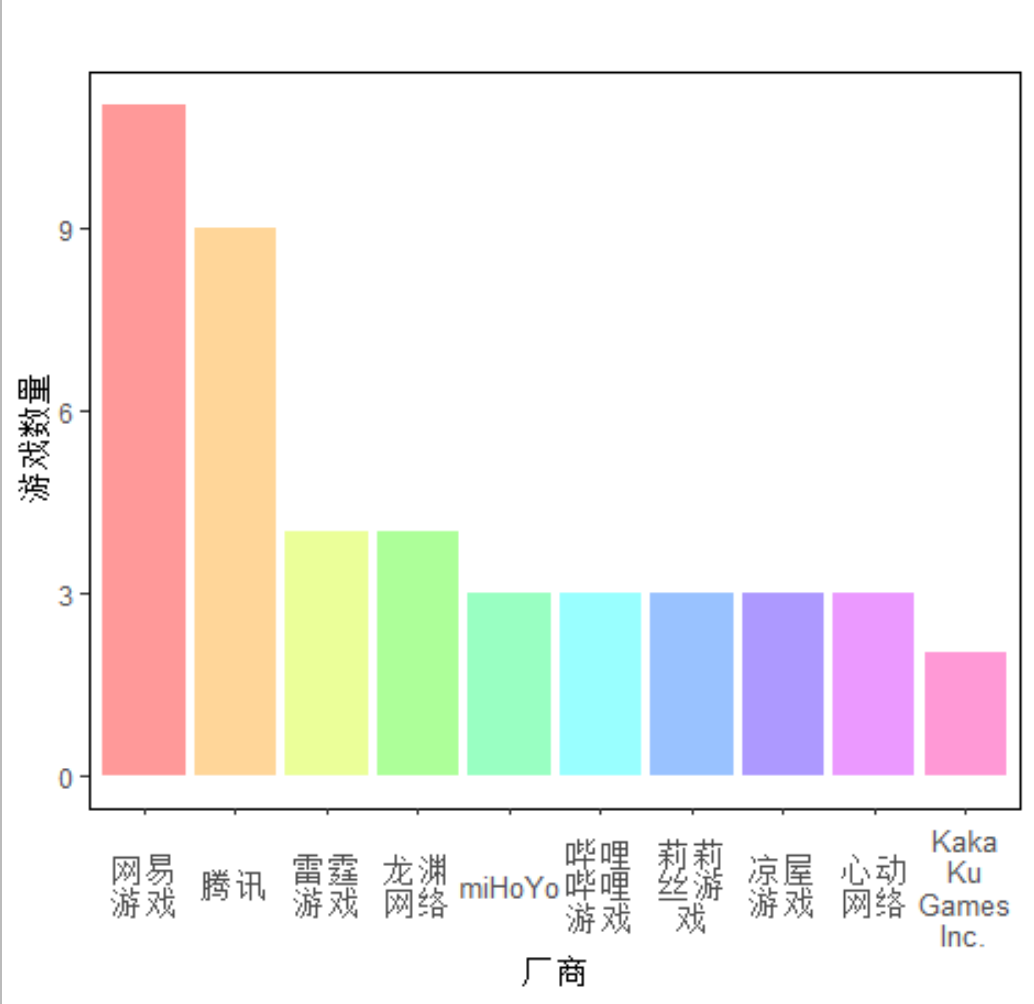 游戏数量
9
6
3
0
网易
游戏
腾讯
雷霆
游戏
龙渊
网络
miHoYo
哔哩
哔哩
游戏
莉莉
丝游
戏
凉屋
游戏
心动
网络
Kaka
Ku
Games
Inc.
厂商